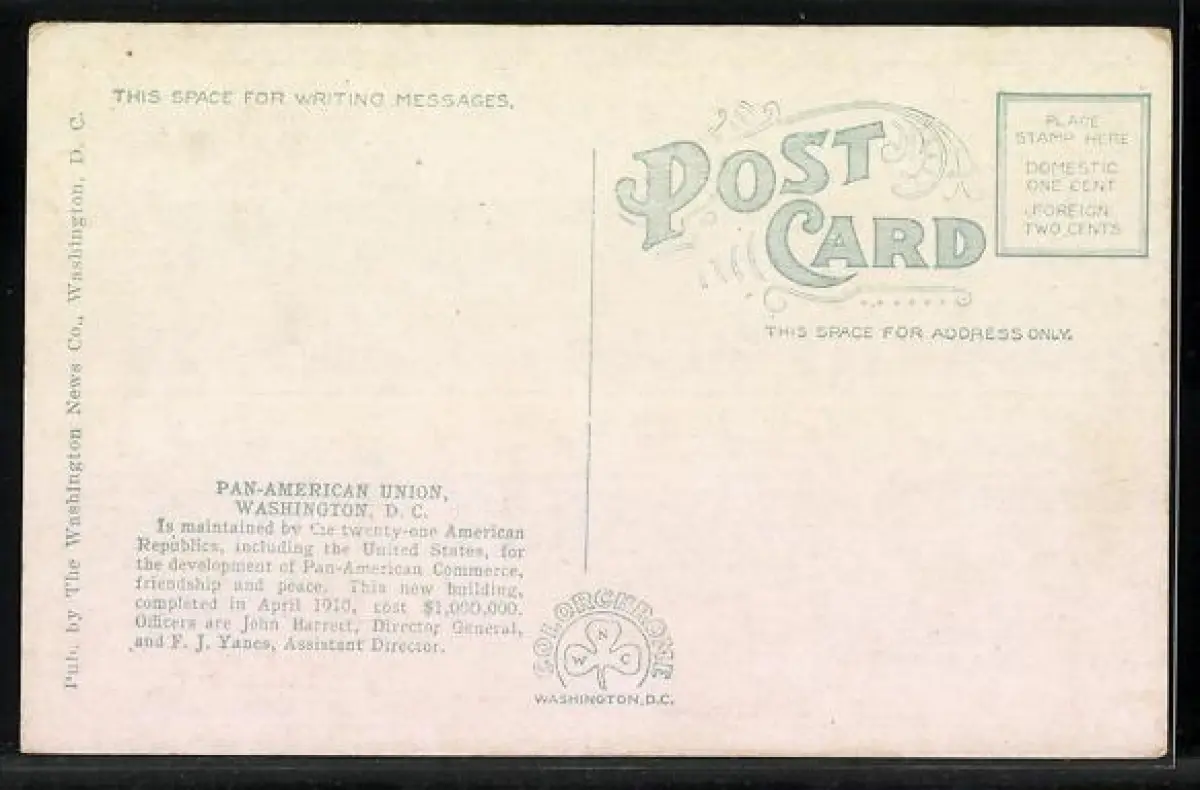 THIS SPACE FOR WRITING MESSAGES.
POST
CARD
PLACE
STAMP HERE
DOMESTIC
ONE CENT
FOREIGN
TWO CENTS
THIS SPACE FOR ADDRESS ONLY.
Pub. by The Washington News Co., Washington, D. C.
PAN-AMERICAN UNION,
WASHINGTON, D. C.
Is maintained by the twenty-one American
Republics, including the United States, for
the development of Pan-American Commerce,
friendship and peace. This new building,
completed in April 1910, cost $1,000,000.
Officers are John Barrett, Director General,
and F. J. Yanes, Assistant Director.
COLORCHROME
N
W C
WASHINGTON, D.C.